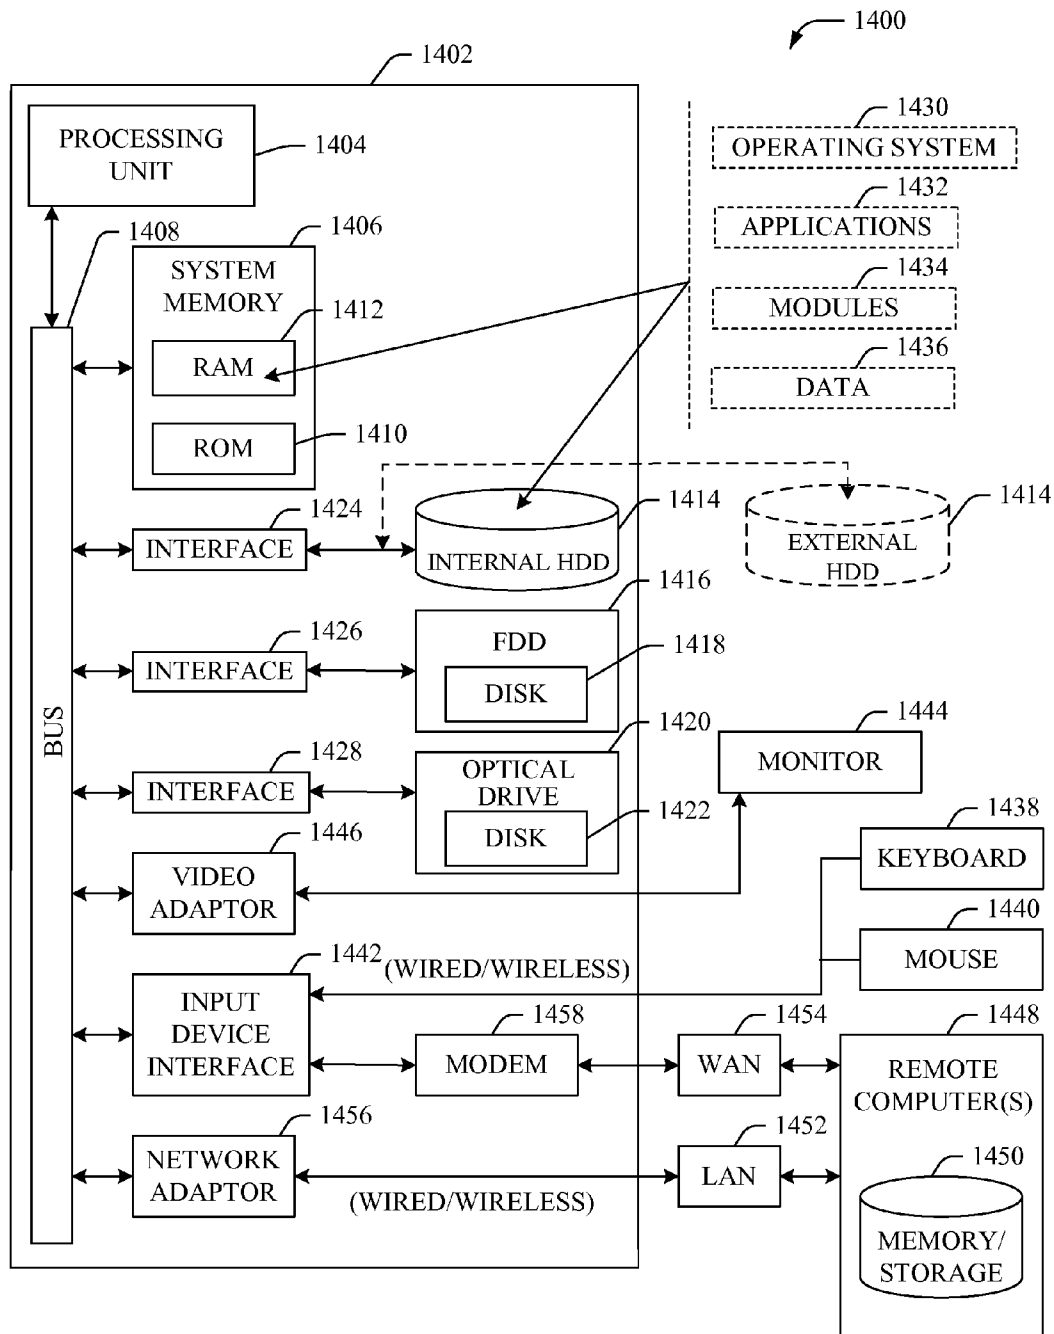 1400
1402
PROCESSING
UNIT
1404
1430
OPERATING SYSTEM
1432
APPLICATIONS
1434
MODULES
1436
DATA
1408
1406
SYSTEM
MEMORY
1412
RAM
1410
ROM
1424
INTERFACE
1414
INTERNAL HDD
1414
EXTERNAL
HDD
1416
FDD
1426
INTERFACE
1418
DISK
BUS
1420
OPTICAL
DRIVE
1428
INTERFACE
1422
DISK
1444
MONITOR
1446
VIDEO
ADAPTOR
1438
KEYBOARD
1440
MOUSE
1442
(WIRED/WIRELESS)
INPUT
DEVICE
INTERFACE
1458
MODEM
1454
WAN
1448
REMOTE
COMPUTER(S)
1456
NETWORK
ADAPTOR
(WIRED/WIRELESS)
1452
LAN
1450
MEMORY/
STORAGE